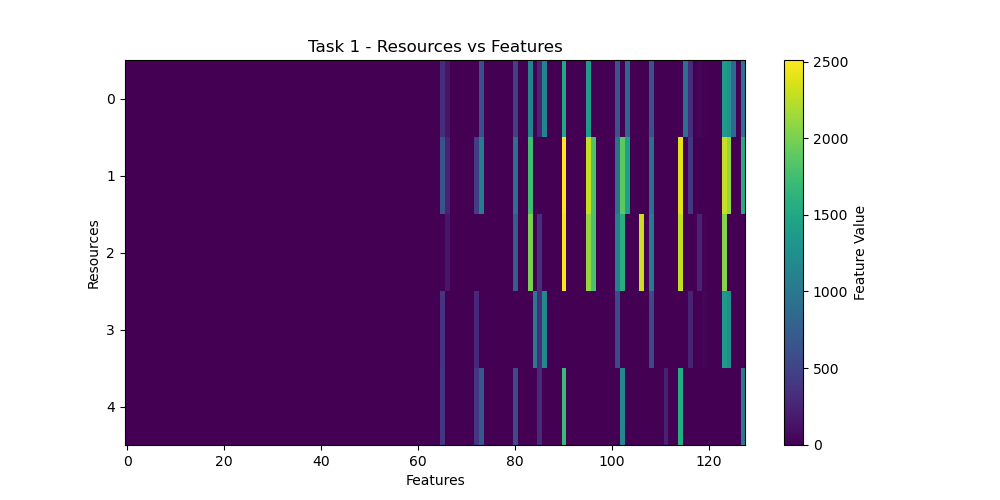 Task 1 - Resources vs Features
Resources
0
1
2
3
4
0 20 40 60 80 100 120
Features
2500
2000
1500
1000
500
0
Feature Value